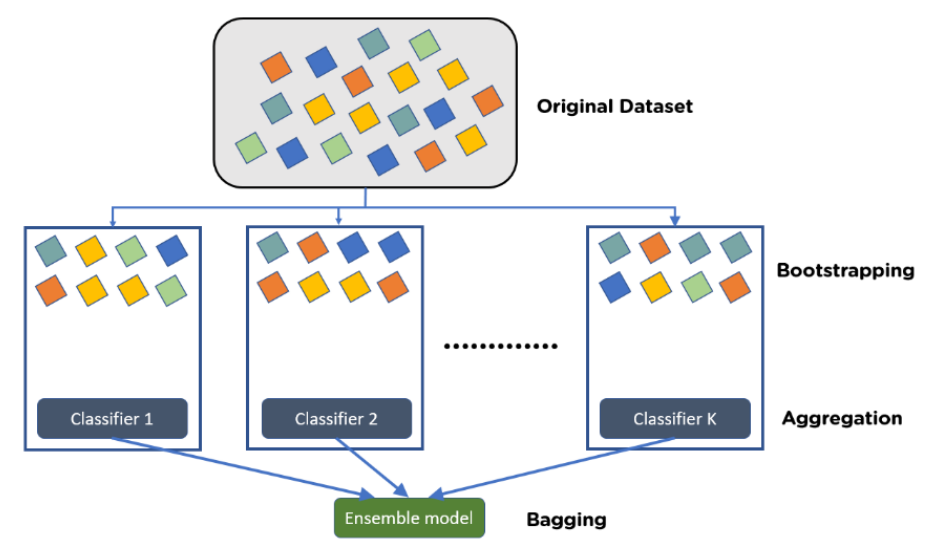 Original Dataset
Bootstrapping
Classifier 1
Classifier 2
Classifier K
Aggregation
Ensemble model
Bagging